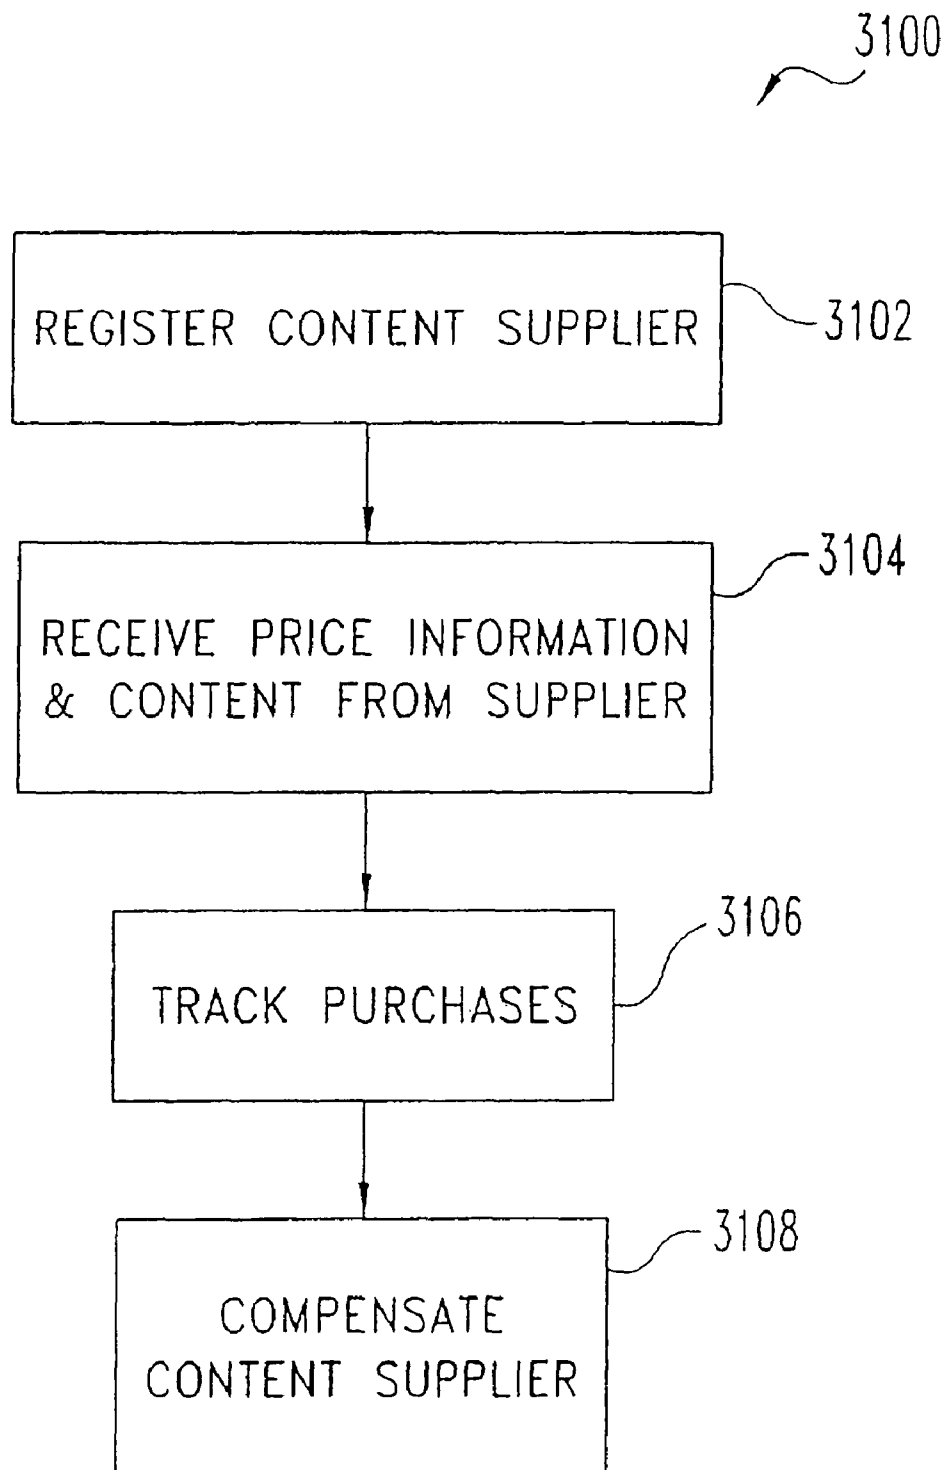 3100
REGISTER CONTENT SUPPLIER
3102
3104
RECEIVE PRICE INFORMATION
& CONTENT FROM SUPPLIER
3106
TRACK PURCHASES
3108
COMPENSATE
CONTENT SUPPLIER